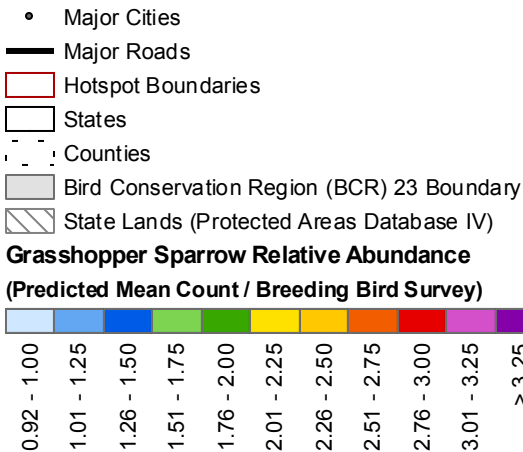 Major Cities
Major Roads
Hotspot Boundaries
States
Counties
Bird Conservation Region (BCR) 23 Boundary
State Lands (Protected Areas Database IV)
Grasshopper Sparrow Relative Abundance
(Predicted Mean Count / Breeding Bird Survey)
0.92 - 1.00
1.01 - 1.25
1.26 - 1.50
1.51 - 1.75
1.76 - 2.00
2.01 - 2.25
2.26 - 2.50
2.51 - 2.75
2.76 - 3.00
3.01 - 3.25
> 3.25